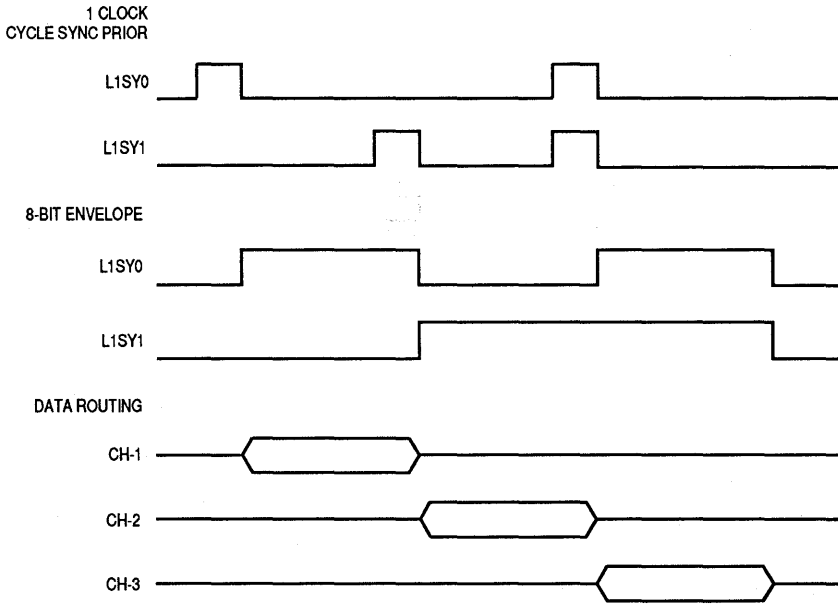 1 CLOCK
CYCLE SYNC PRIOR
L1SY0
L1SY1
8-BIT ENVELOPE
L1SY0
L1SY1
DATA ROUTING
CH-1
CH-2
CH-3